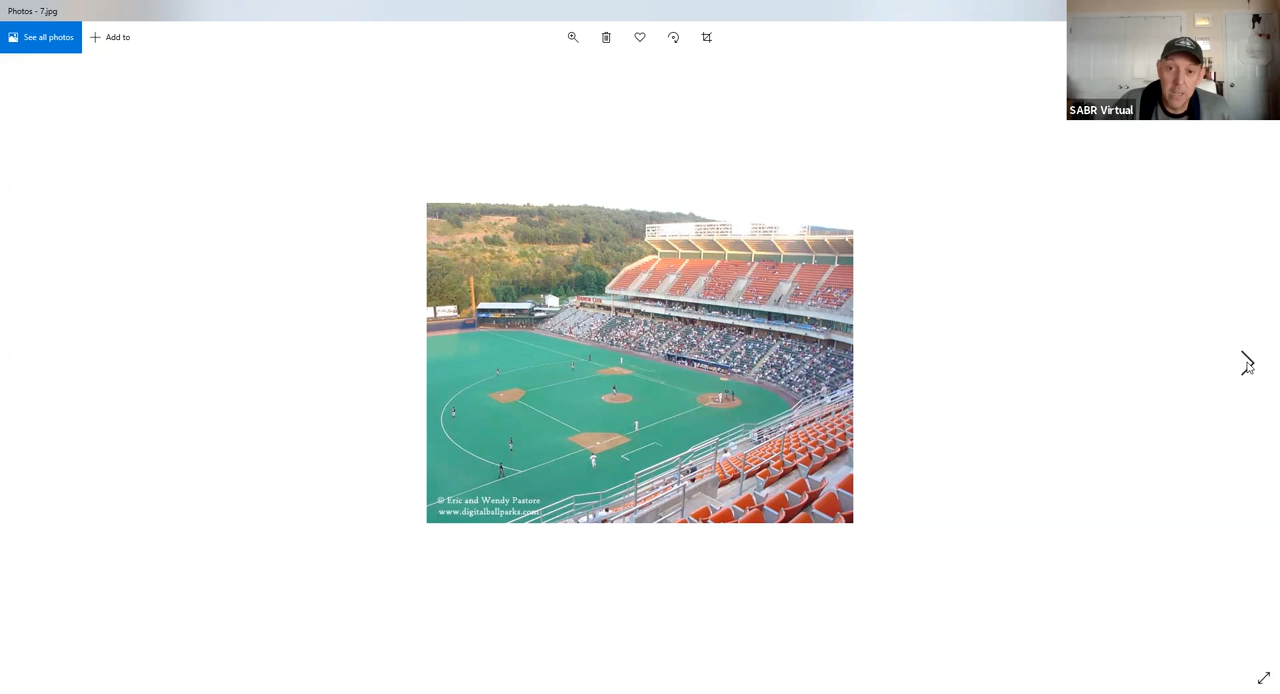 Photos - 7.jpg
See all photos
Add to
SABR Virtual
© Eric and Wendy Pastore
www.digitalballparks.com